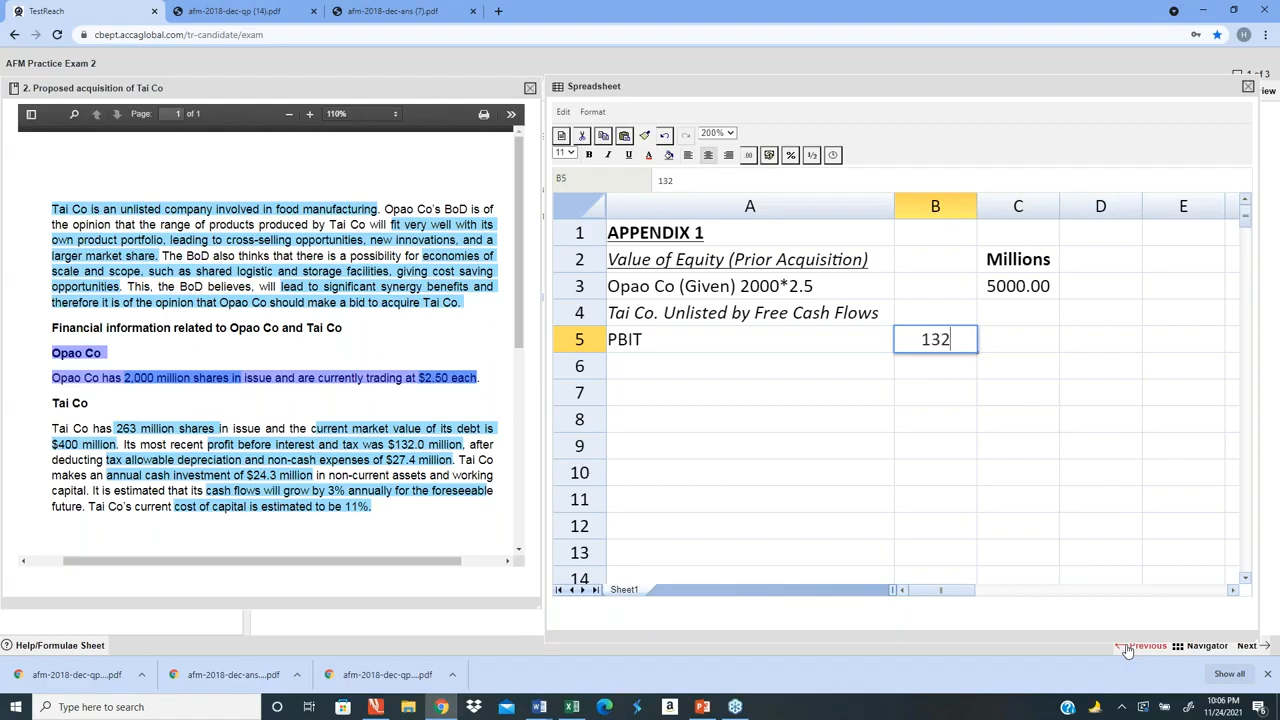 TestReach
afm-2018-dec-qp (14).pdf
afm-2018-dec-ans (7).pdf
cbept.accaglobal.com/tr-candidate/exam
H
AFM Practice Exam 2
1 of 3
2. Proposed acquisition of Tai Co
Spreadsheet
view
Page: 1 of 1
110%
Edit Format
200%
11
B I U A .00 % 1/2
B5 132
Tai Co is an unlisted company involved in food manufacturing. Opao Co's BoD is of
the opinion that the range of products produced by Tai Co will fit very well with its
own product portfolio, leading to cross-selling opportunities, new innovations, and a
larger market share. The BoD also thinks that there is a possibility for economies of
scale and scope, such as shared logistic and storage facilities, giving cost saving
opportunities. This, the BoD believes, will lead to significant synergy benefits and
therefore it is of the opinion that Opao Co should make a bid to acquire Tai Co.
Financial information related to Opao Co and Tai Co
Opao Co
Opao Co has 2,000 million shares in issue and are currently trading at $2.50 each.
Tai Co
Tai Co has 263 million shares in issue and the current market value of its debt is
$400 million. Its most recent profit before interest and tax was $132.0 million, after
deducting tax allowable depreciation and non-cash expenses of $27.4 million. Tai Co
makes an annual cash investment of $24.3 million in non-current assets and working
capital. It is estimated that its cash flows will grow by 3% annually for the foreseeable
future. Tai Co's current cost of capital is estimated to be 11%.
A B C D E
1 APPENDIX 1
2 Value of Equity (Prior Acquisition) Millions
3 Opao Co (Given) 2000*2.5 5000.00
4 Tai Co. Unlisted by Free Cash Flows
5 PBIT 132
6
7
8
9
10
11
12
13
14
Sheet1
Help/Formulae Sheet
Previous Navigator Next
afm-2018-dec-qp....pdf
afm-2018-dec-ans....pdf
afm-2018-dec-qp....pdf
Show all
Type here to search
10:06 PM
11/24/2021